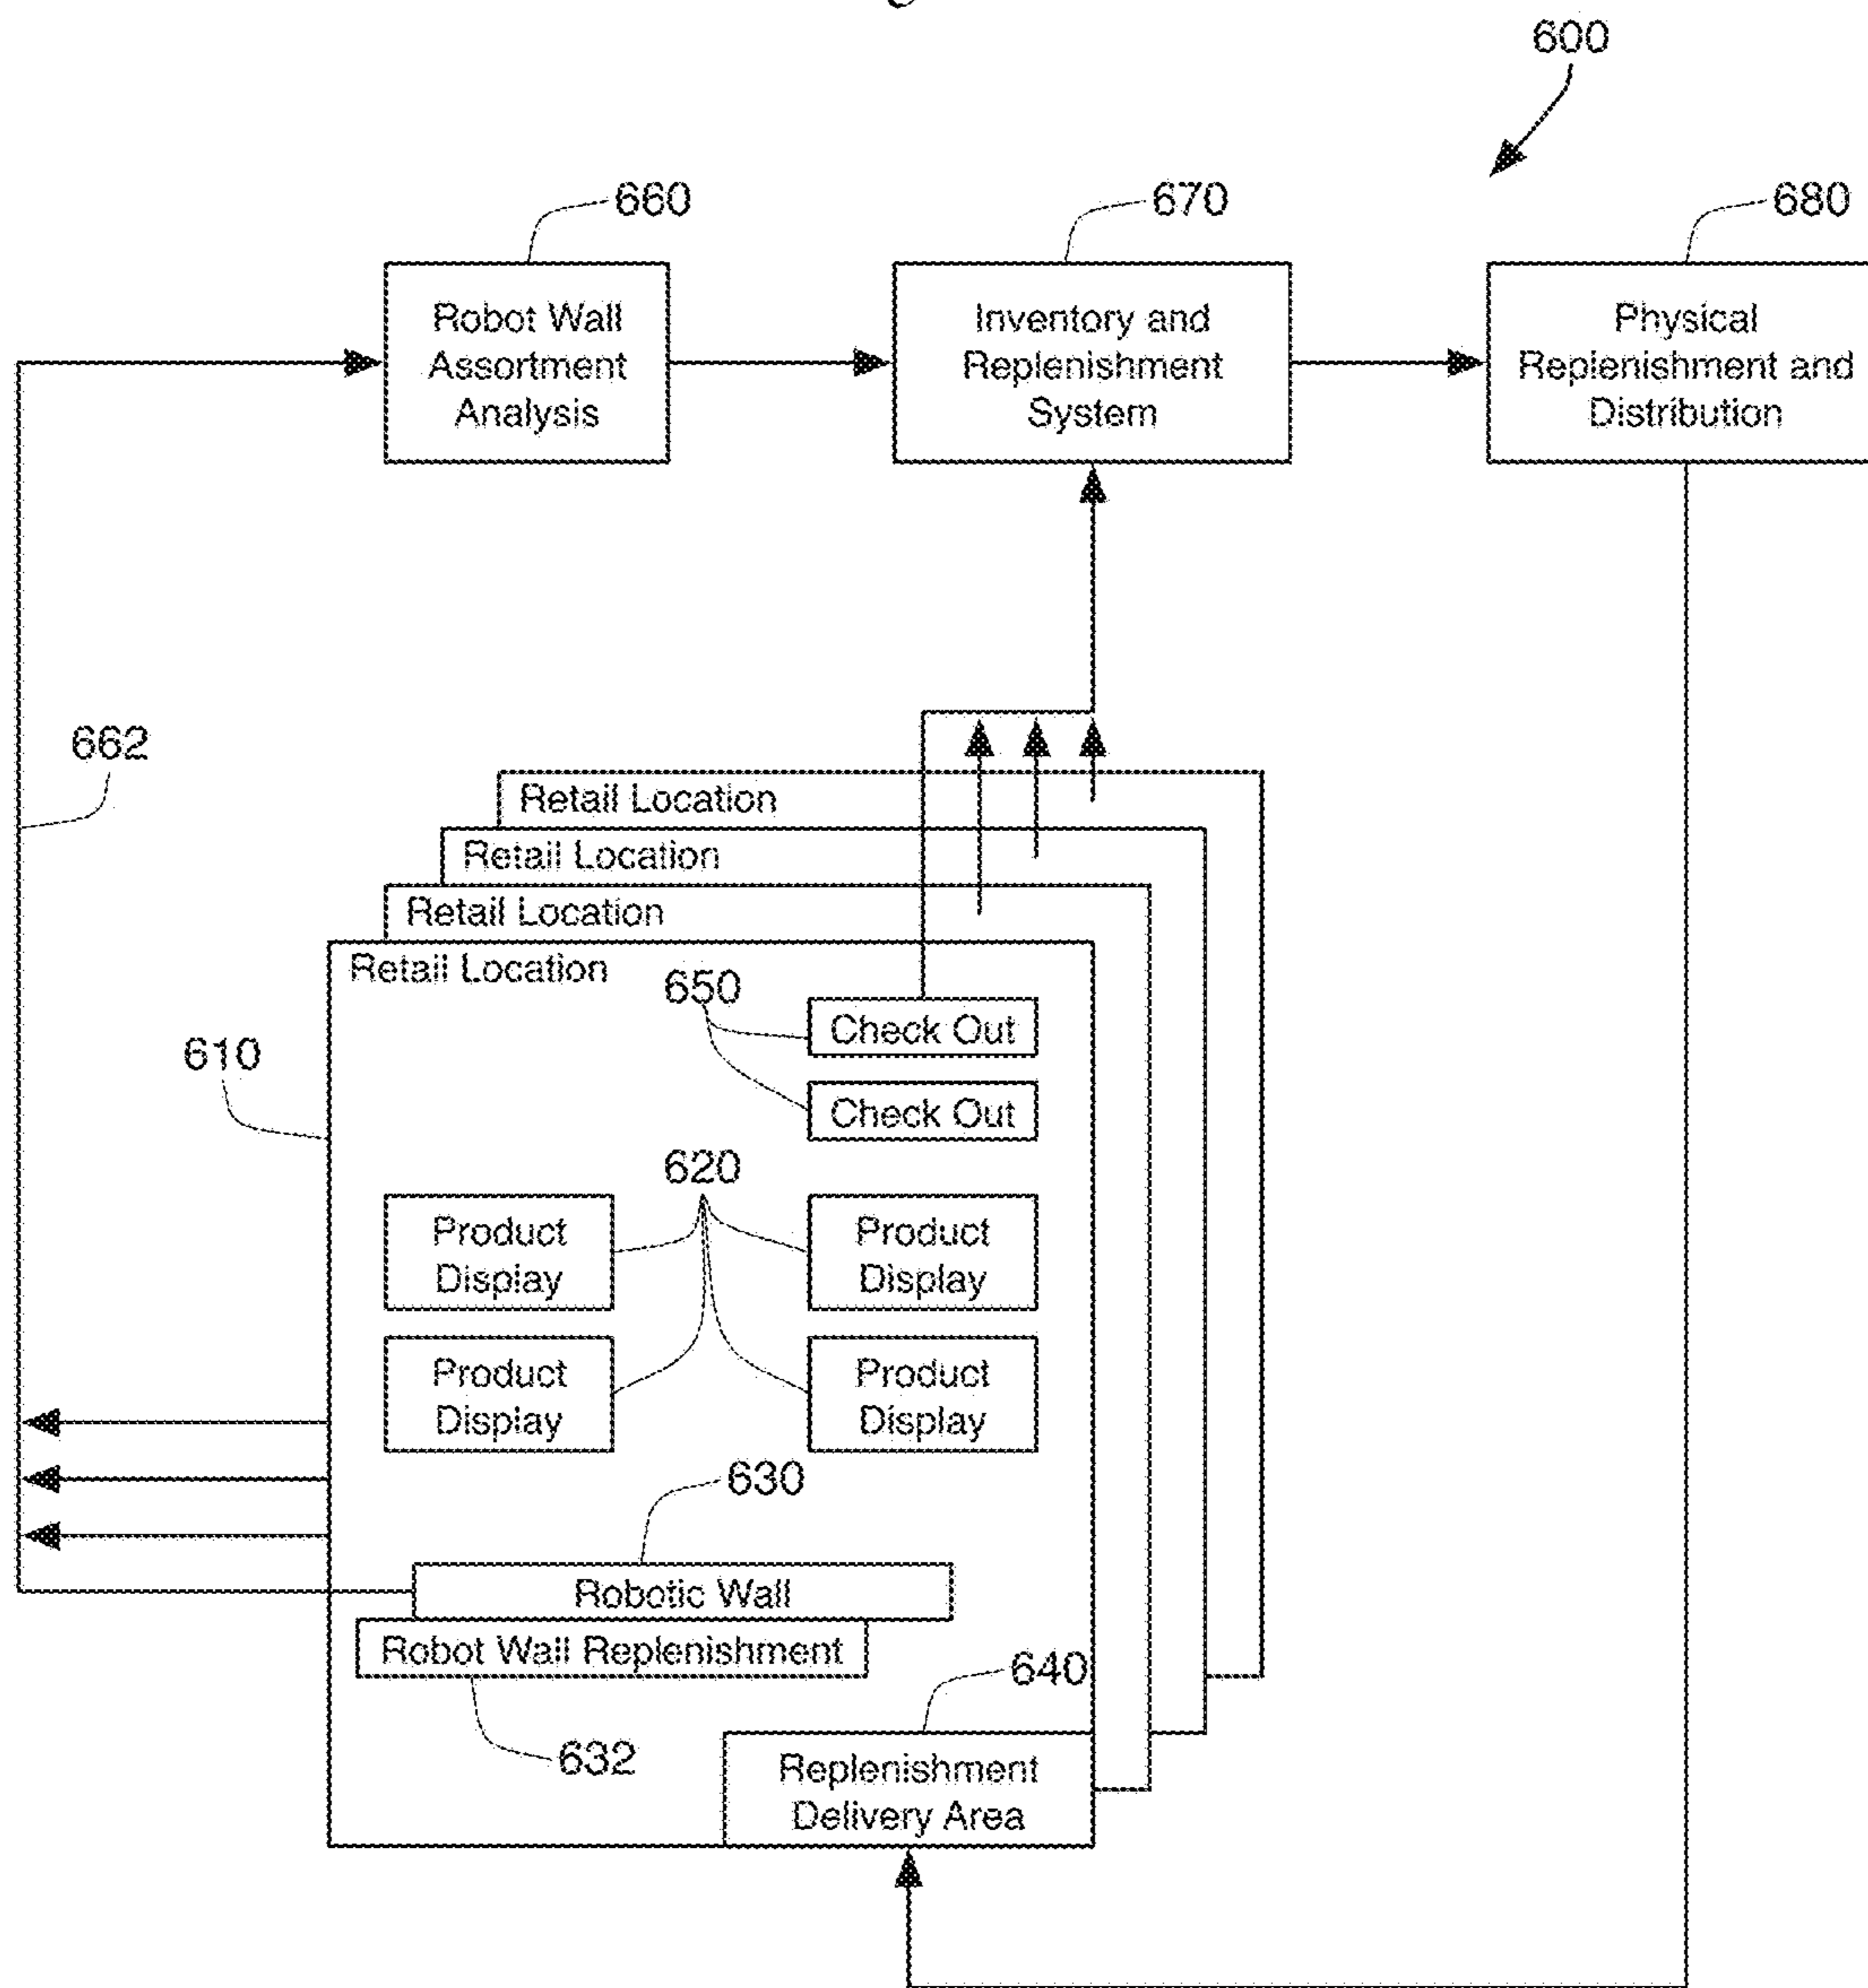 600
660
670
680
Robot Wall
Assortment
Analysis
Inventory and
Replenishment
System
Physical
Replenishment and
Distribution
662
Retail Location
Retail Location
Retail Location
Retail Location
650
Check Out
610
Check Out
620
Product
Display
Product
Display
Product
Display
Product
Display
630
Robotic Wall
Robot Wall Replenishment
640
632
Replenishment
Delivery Area